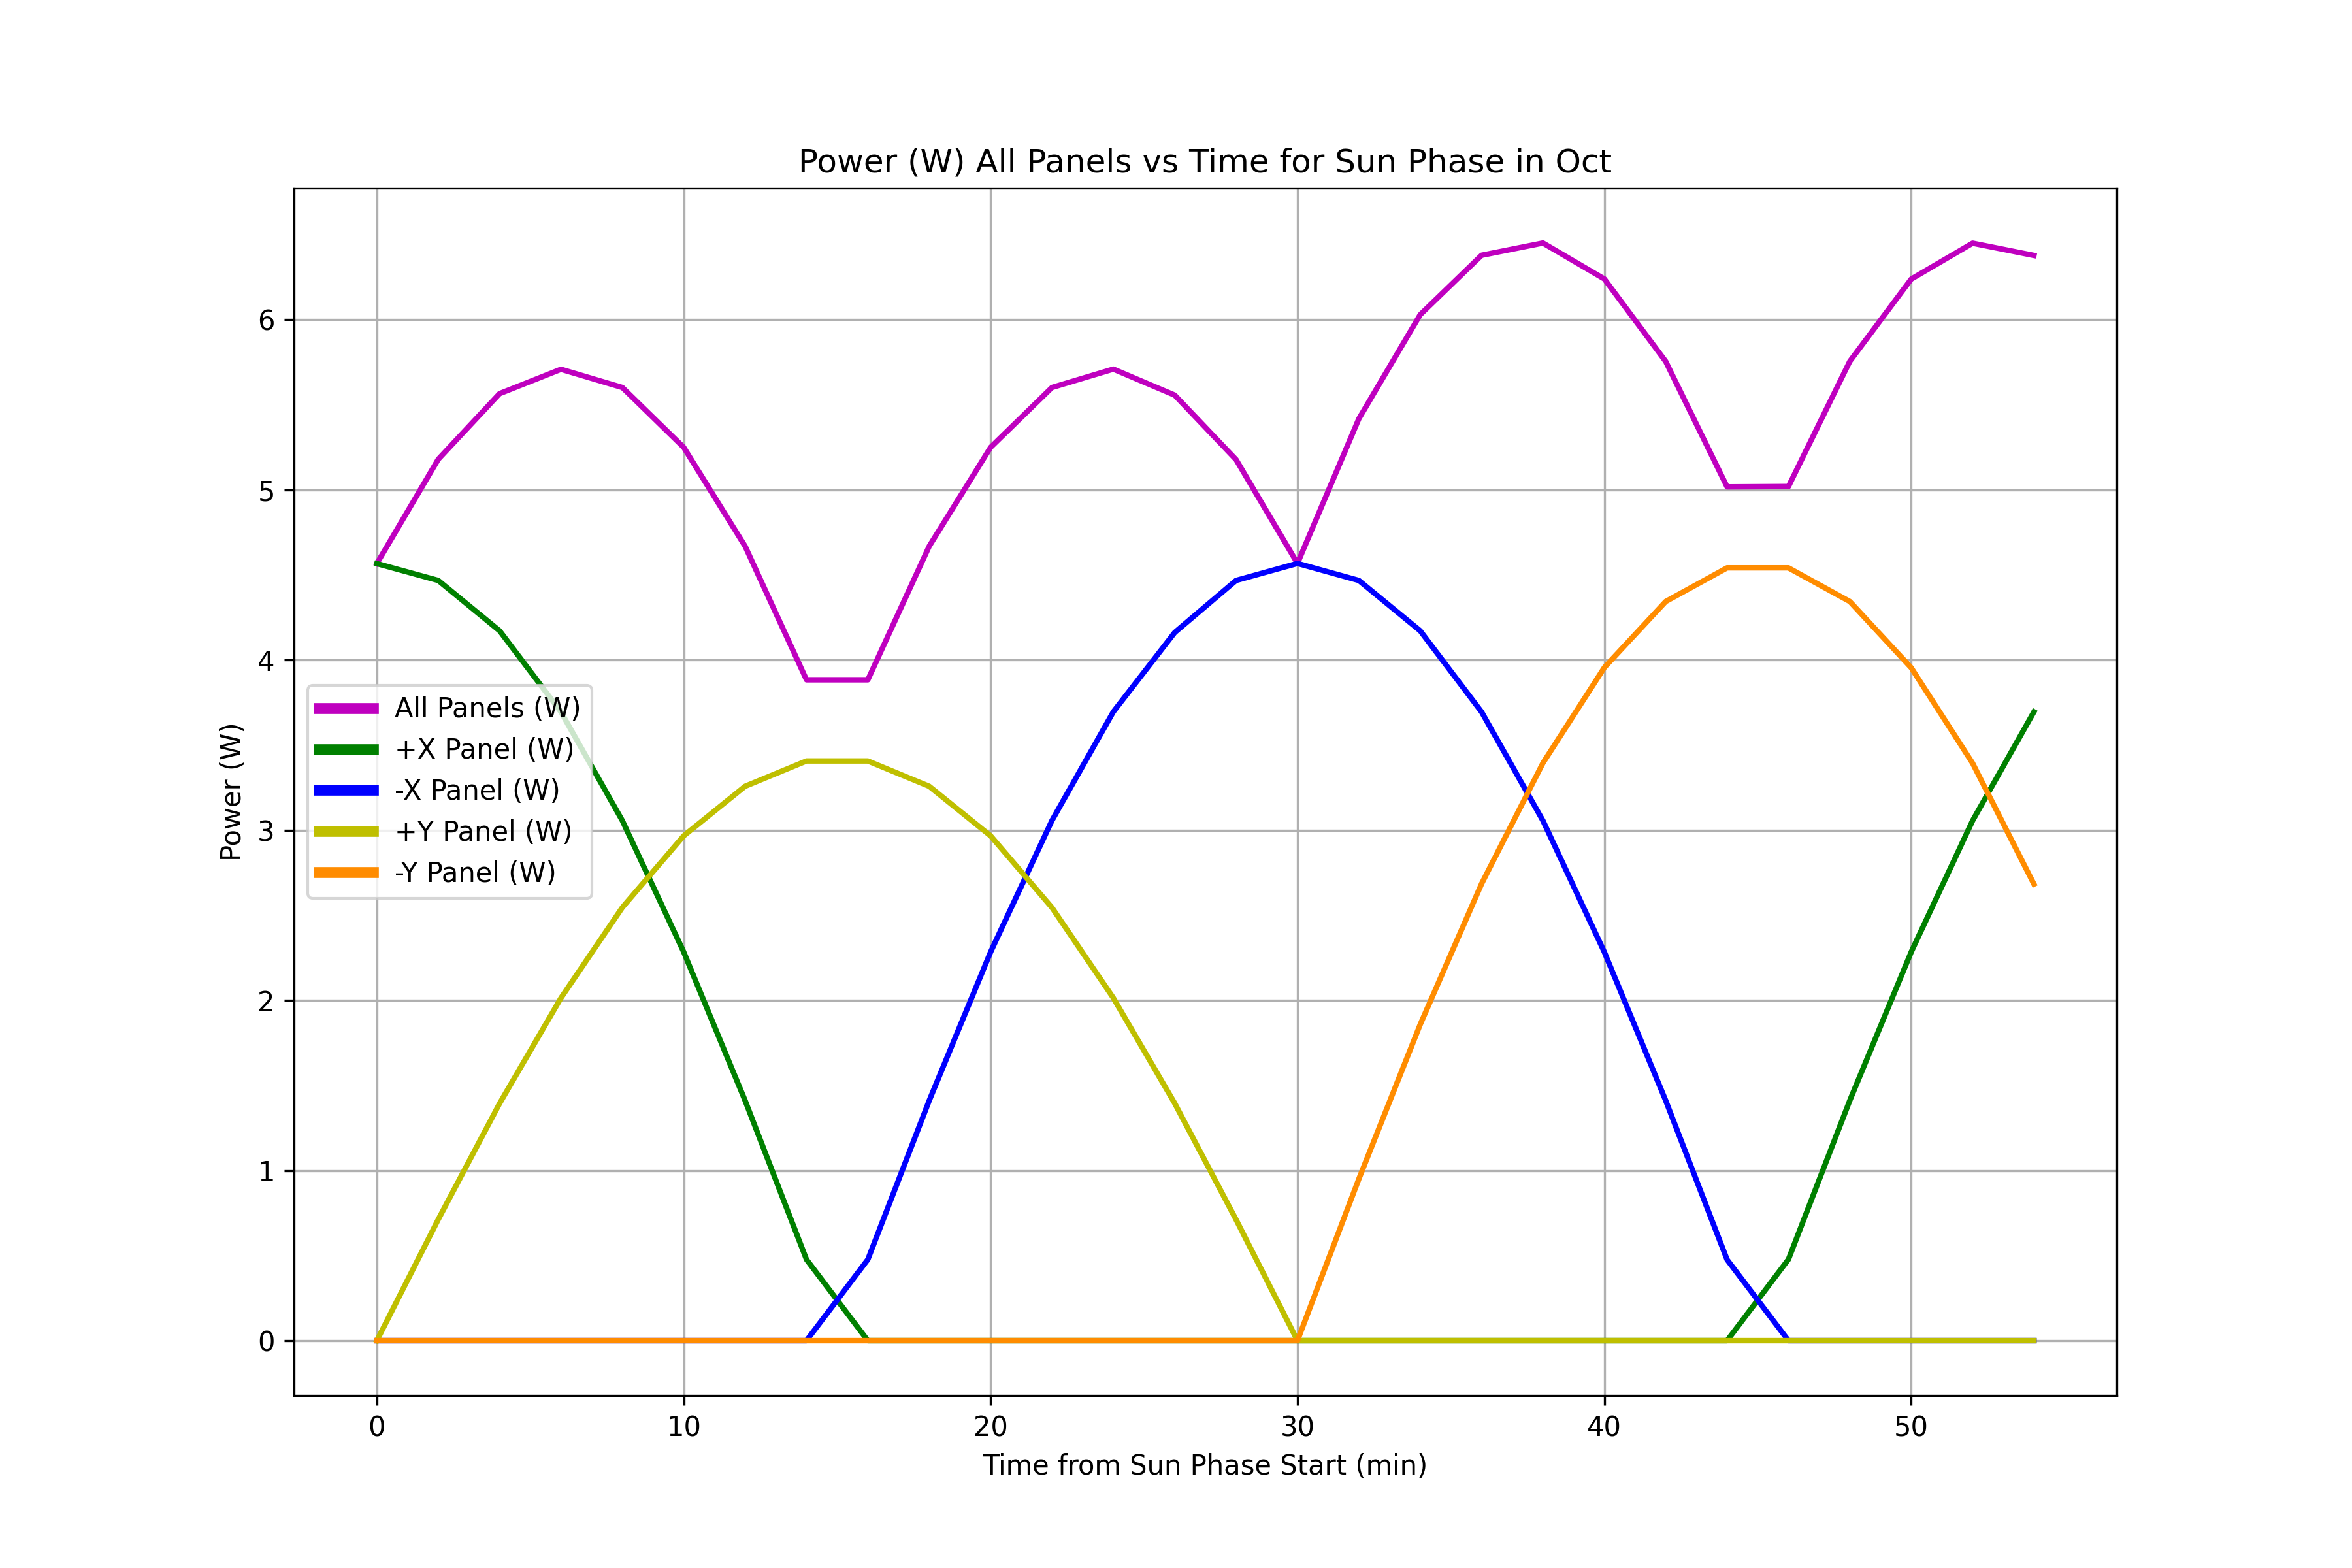 Power (W) All Panels vs Time for Sun Phase in Oct
Power (W)
6
5
4
3
2
1
0
All Panels (W)
+X Panel (W)
-X Panel (W)
+Y Panel (W)
-Y Panel (W)
0 10 20 30 40 50
Time from Sun Phase Start (min)